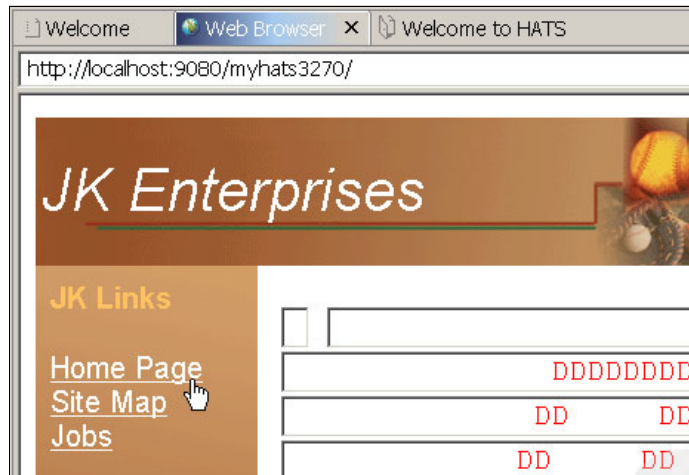 Welcome Web Browser Welcome to HATS
http://localhost:9080/myhats3270/
JK Enterprises
JK Links
Home Page
Site Map
Jobs
DDDDDDDD
DD DD
DD DD